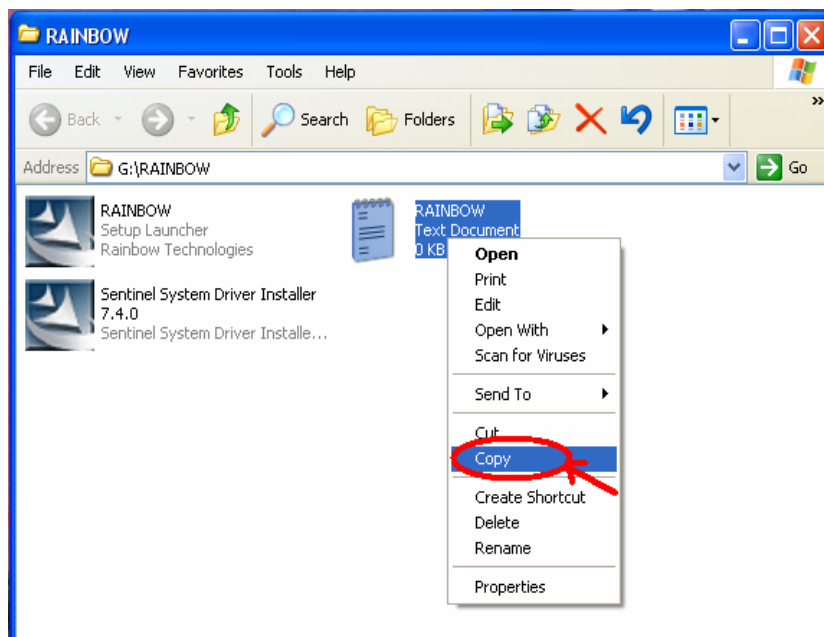 RAINBOW
File Edit View Favorites Tools Help
Back Search Folders »
Address G:\RAINBOW Go
RAINBOW
Setup Launcher
Rainbow Technologies
RAINBOW
Text Document
0 KB
Sentinel System Driver Installer
7.4.0
Sentinel System Driver Installe...
Open
Print
Edit
Open With
Scan for Viruses
Send To
Cut
Copy
Create Shortcut
Delete
Rename
Properties